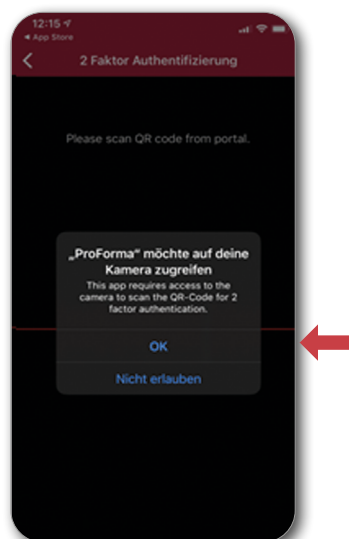 12:15
◀ App Store
2 Faktor Authentifizierung
Please scan QR code from portal.
„ProForma“ möchte auf deine
Kamera zugreifen
This app requires access to the
camera to scan the QR-Code for 2
factor authentication.
OK
Nicht erlauben